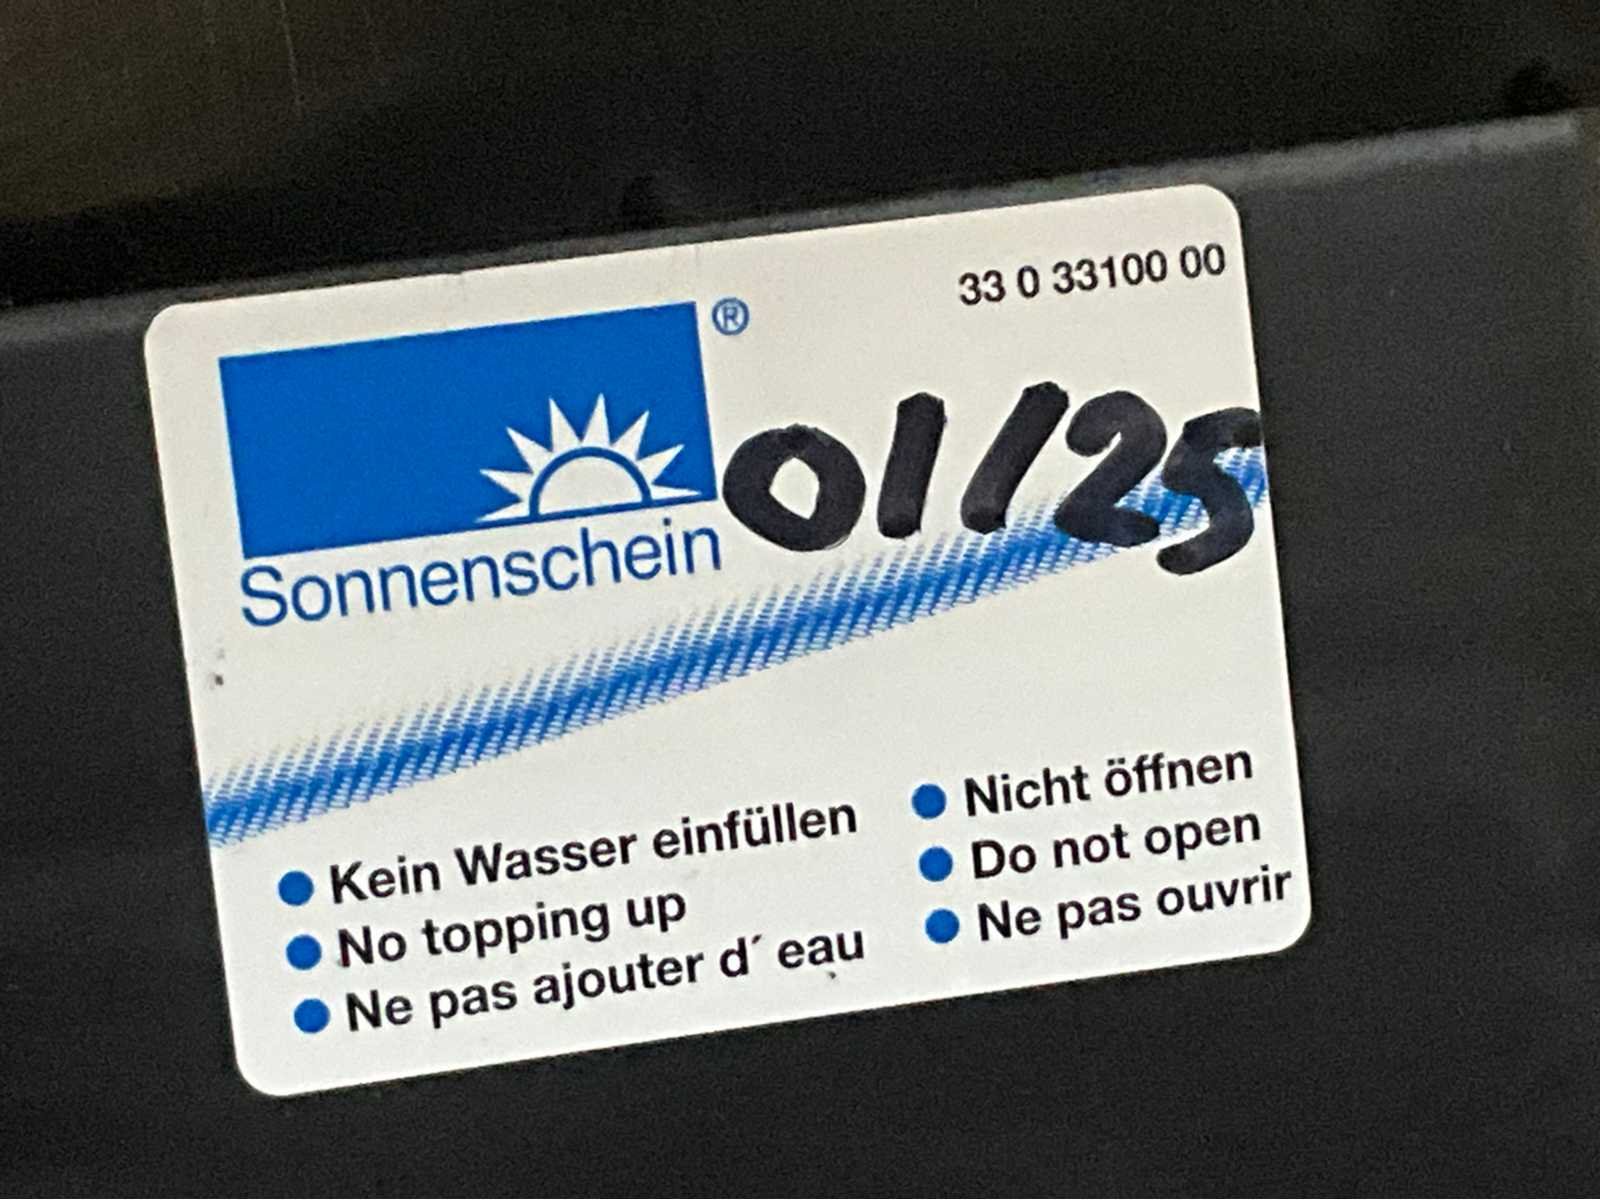 33 0 33100 00
®
01/25
Sonnenschein
Kein Wasser einfüllen
No topping up
Ne pas ajouter d´ eau
Nicht öffnen
Do not open
Ne pas ouvrir